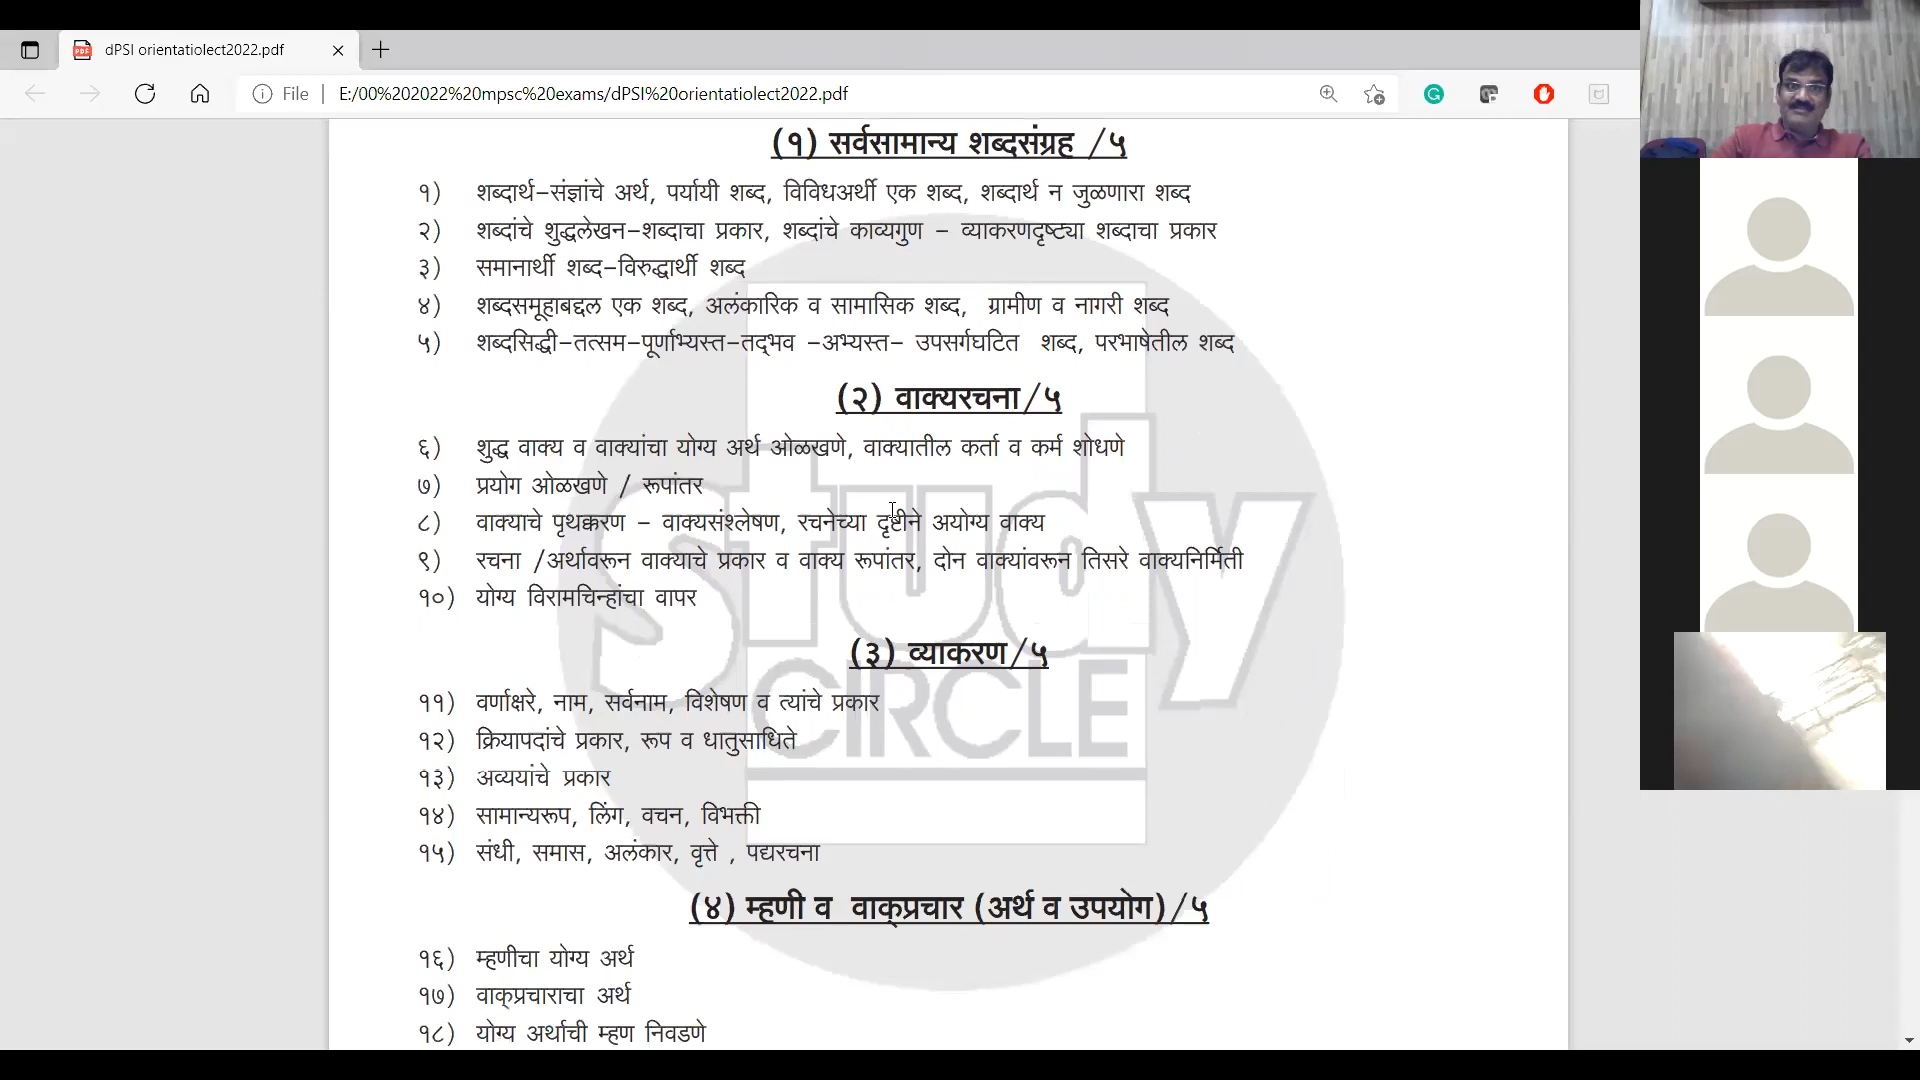 dPSI orientatiolect2022.pdf
File | E:/00%202022%20mpsc%20exams/dPSI%20orientatiolect2022.pdf
(१) सर्वसामान्य शब्दसंग्रह /५
१) शब्दार्थ-संज्ञांचे अर्थ, पर्यायी शब्द, विविधअर्थी एक शब्द, शब्दार्थ न जुळणारा शब्द
२) शब्दांचे शुद्धलेखन-शब्दाचा प्रकार, शब्दांचे काव्यगुण - व्याकरणदृष्ट्या शब्दाचा प्रकार
३) समानार्थी शब्द-विरुद्धार्थी शब्द
४) शब्दसमूहाबद्दल एक शब्द, अलंकारिक व सामासिक शब्द, ग्रामीण व नागरी शब्द
५) शब्दसिद्धी-तत्सम-पूर्णाभ्यस्त-तद्‌भव -अभ्यस्त- उपसर्गघटित शब्द, परभाषेतील शब्द
(२) वाक्यरचना/५
६) शुद्ध वाक्य व वाक्यांचा योग्य अर्थ ओळखणे, वाक्यातील कर्ता व कर्म शोधणे
७) प्रयोग ओळखणे / रूपांतर
८) वाक्याचे पृथक्करण - वाक्यसंश्लेषण, रचनेच्या दृष्टीने अयोग्य वाक्य
९) रचना /अर्थावरून वाक्याचे प्रकार व वाक्य रूपांतर, दोन वाक्यांवरून तिसरे वाक्यनिर्मिती
१०) योग्य विरामचिन्हांचा वापर
(३) व्याकरण/५
११) वर्णाक्षरे, नाम, सर्वनाम, विशेषण व त्यांचे प्रकार
१२) क्रियापदांचे प्रकार, रूप व धातुसाधिते
१३) अव्ययांचे प्रकार
१४) सामान्यरूप, लिंग, वचन, विभक्ती
१५) संधी, समास, अलंकार, वृत्ते , पद्यरचना
(४) म्हणी व वाक्‌प्रचार (अर्थ व उपयोग)/५
१६) म्हणीचा योग्य अर्थ
१७) वाक्‌प्रचाराचा अर्थ
१८) योग्य अर्थाची म्हण निवडणे
study
CIRCLE